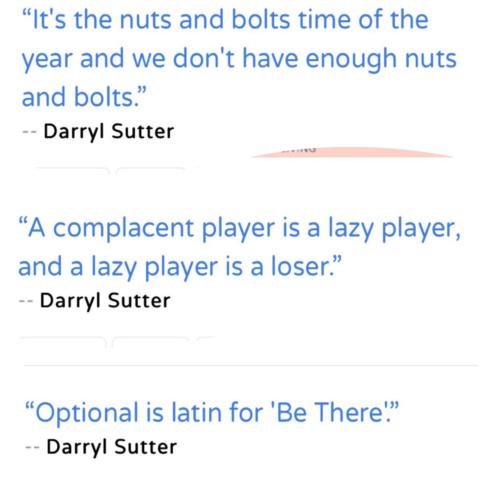 “It's the nuts and bolts time of the
year and we don't have enough nuts
and bolts.”
-- Darryl Sutter
“A complacent player is a lazy player,
and a lazy player is a loser.”
-- Darryl Sutter
“Optional is latin for 'Be There'.”
-- Darryl Sutter